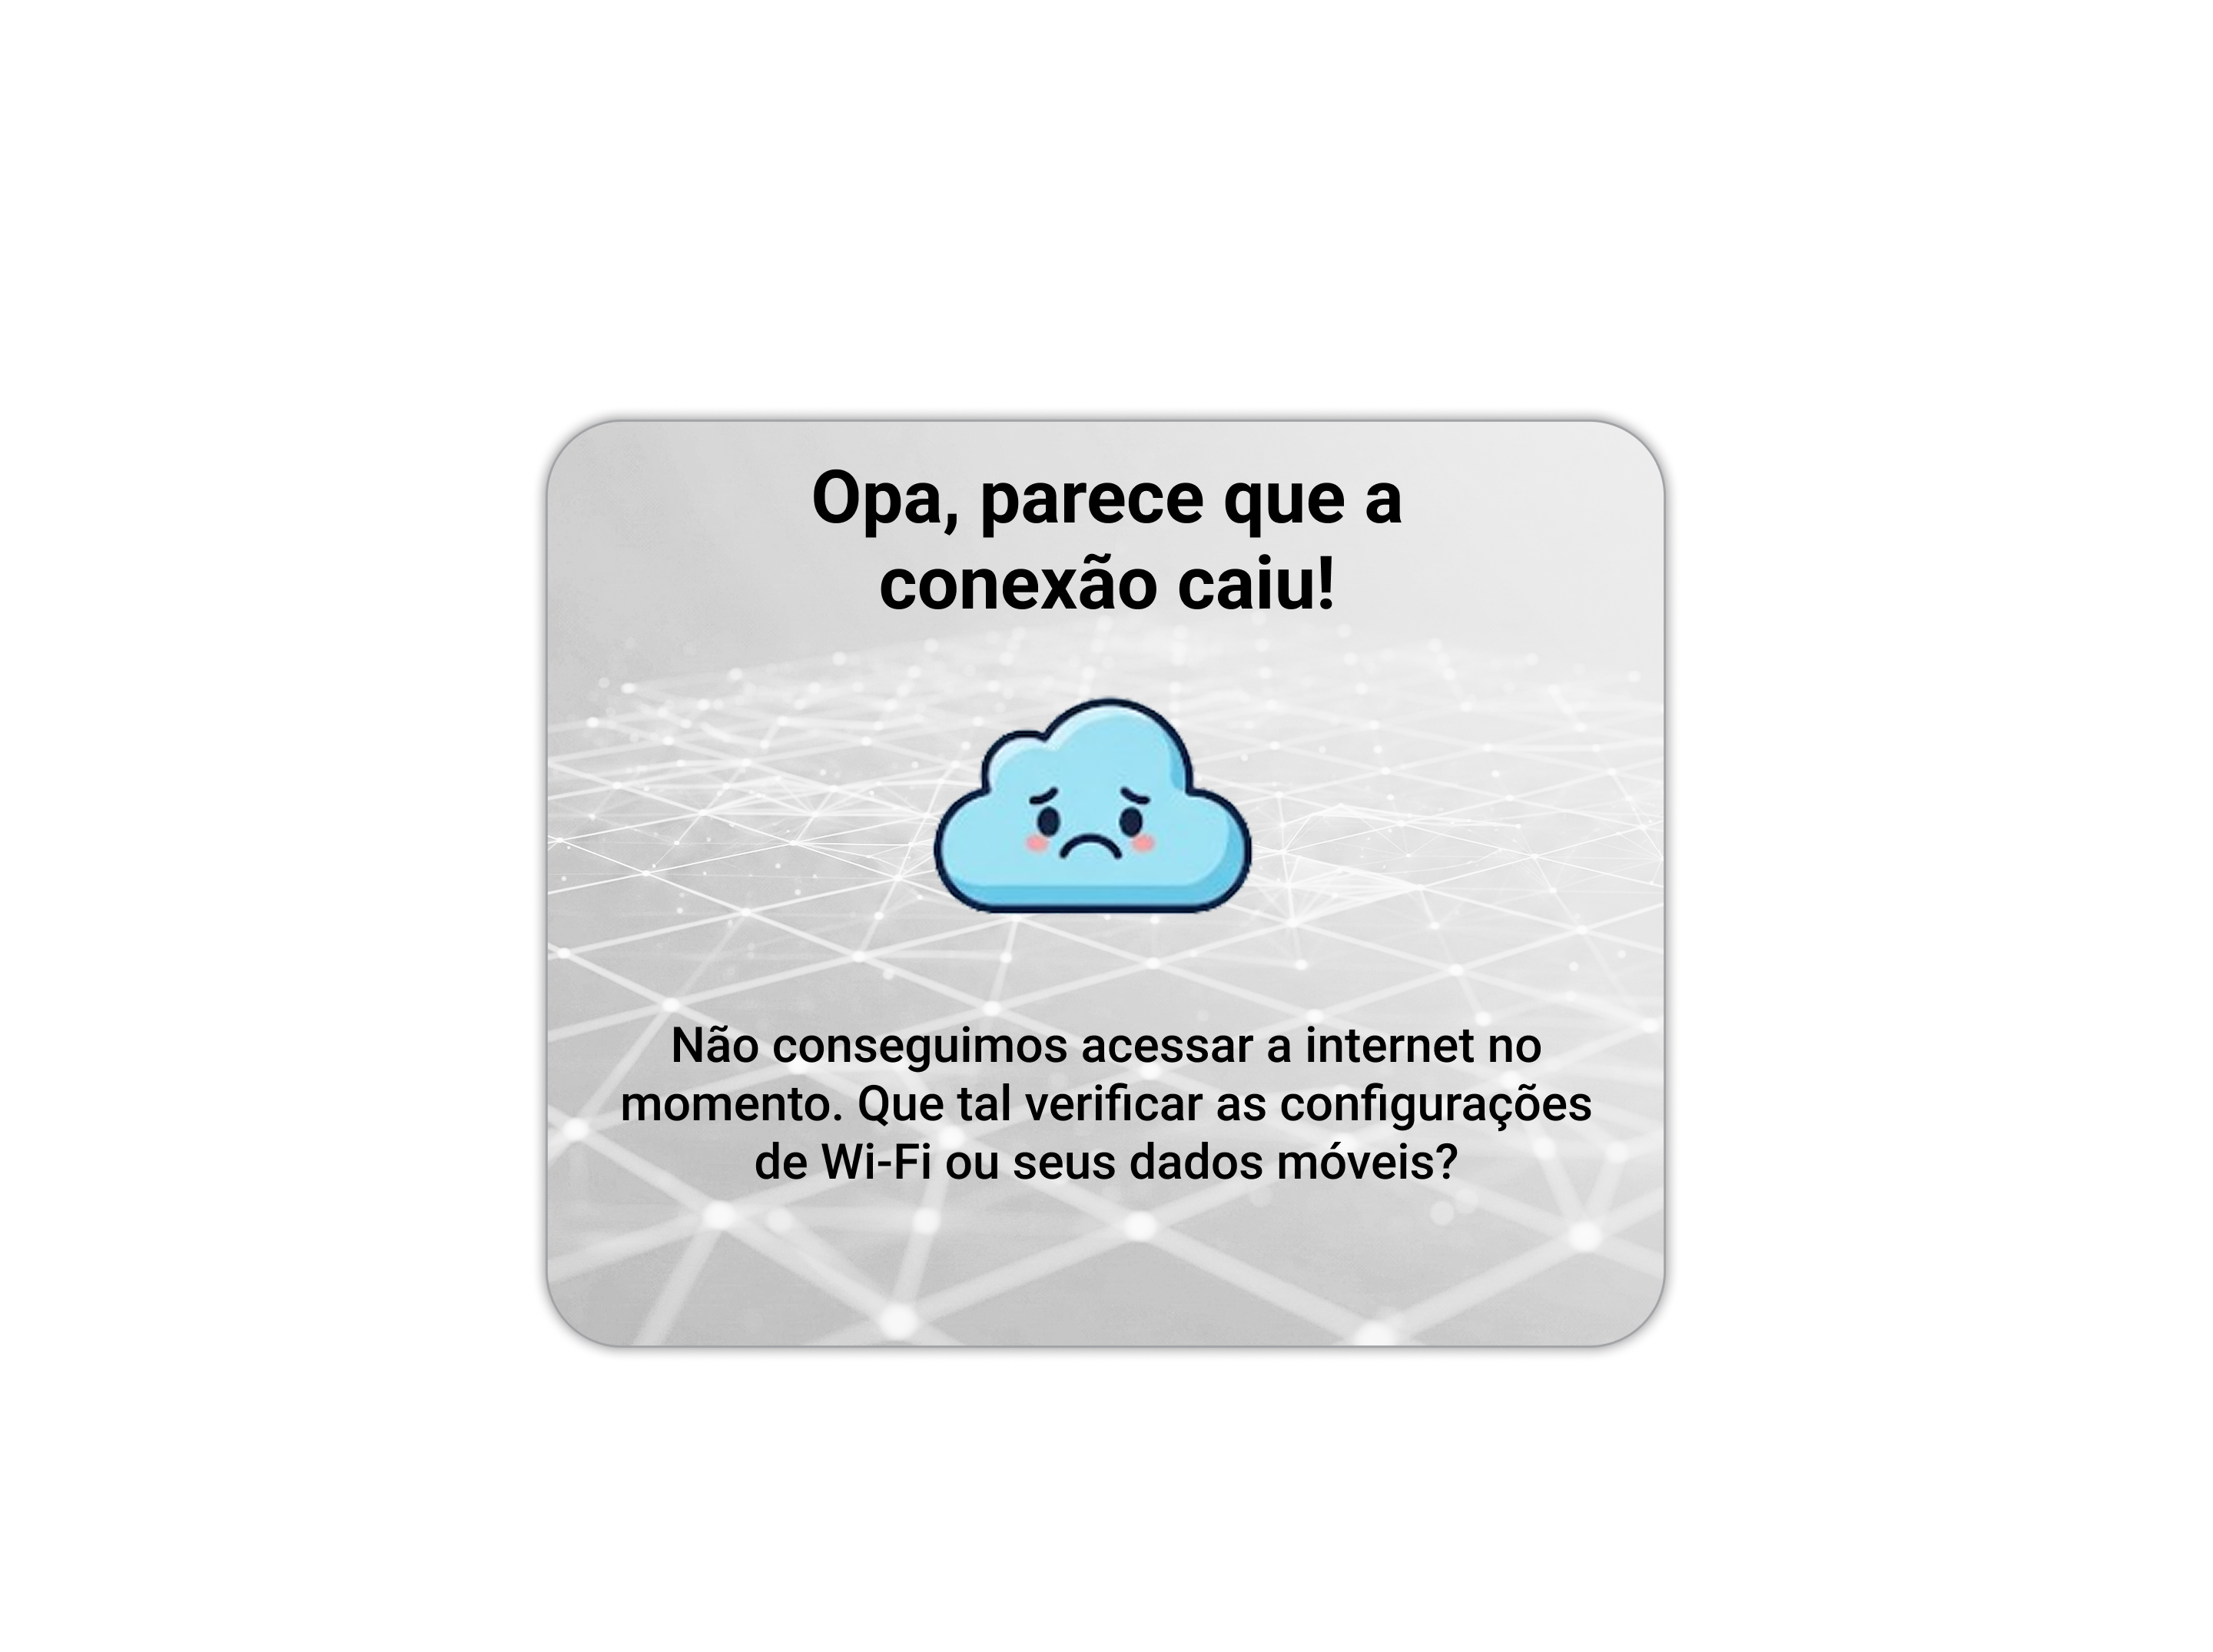 Opa, parece que a
conexão caiu!
Não conseguimos acessar a internet no
momento. Que tal verificar as configurações
de Wi-Fi ou seus dados móveis?